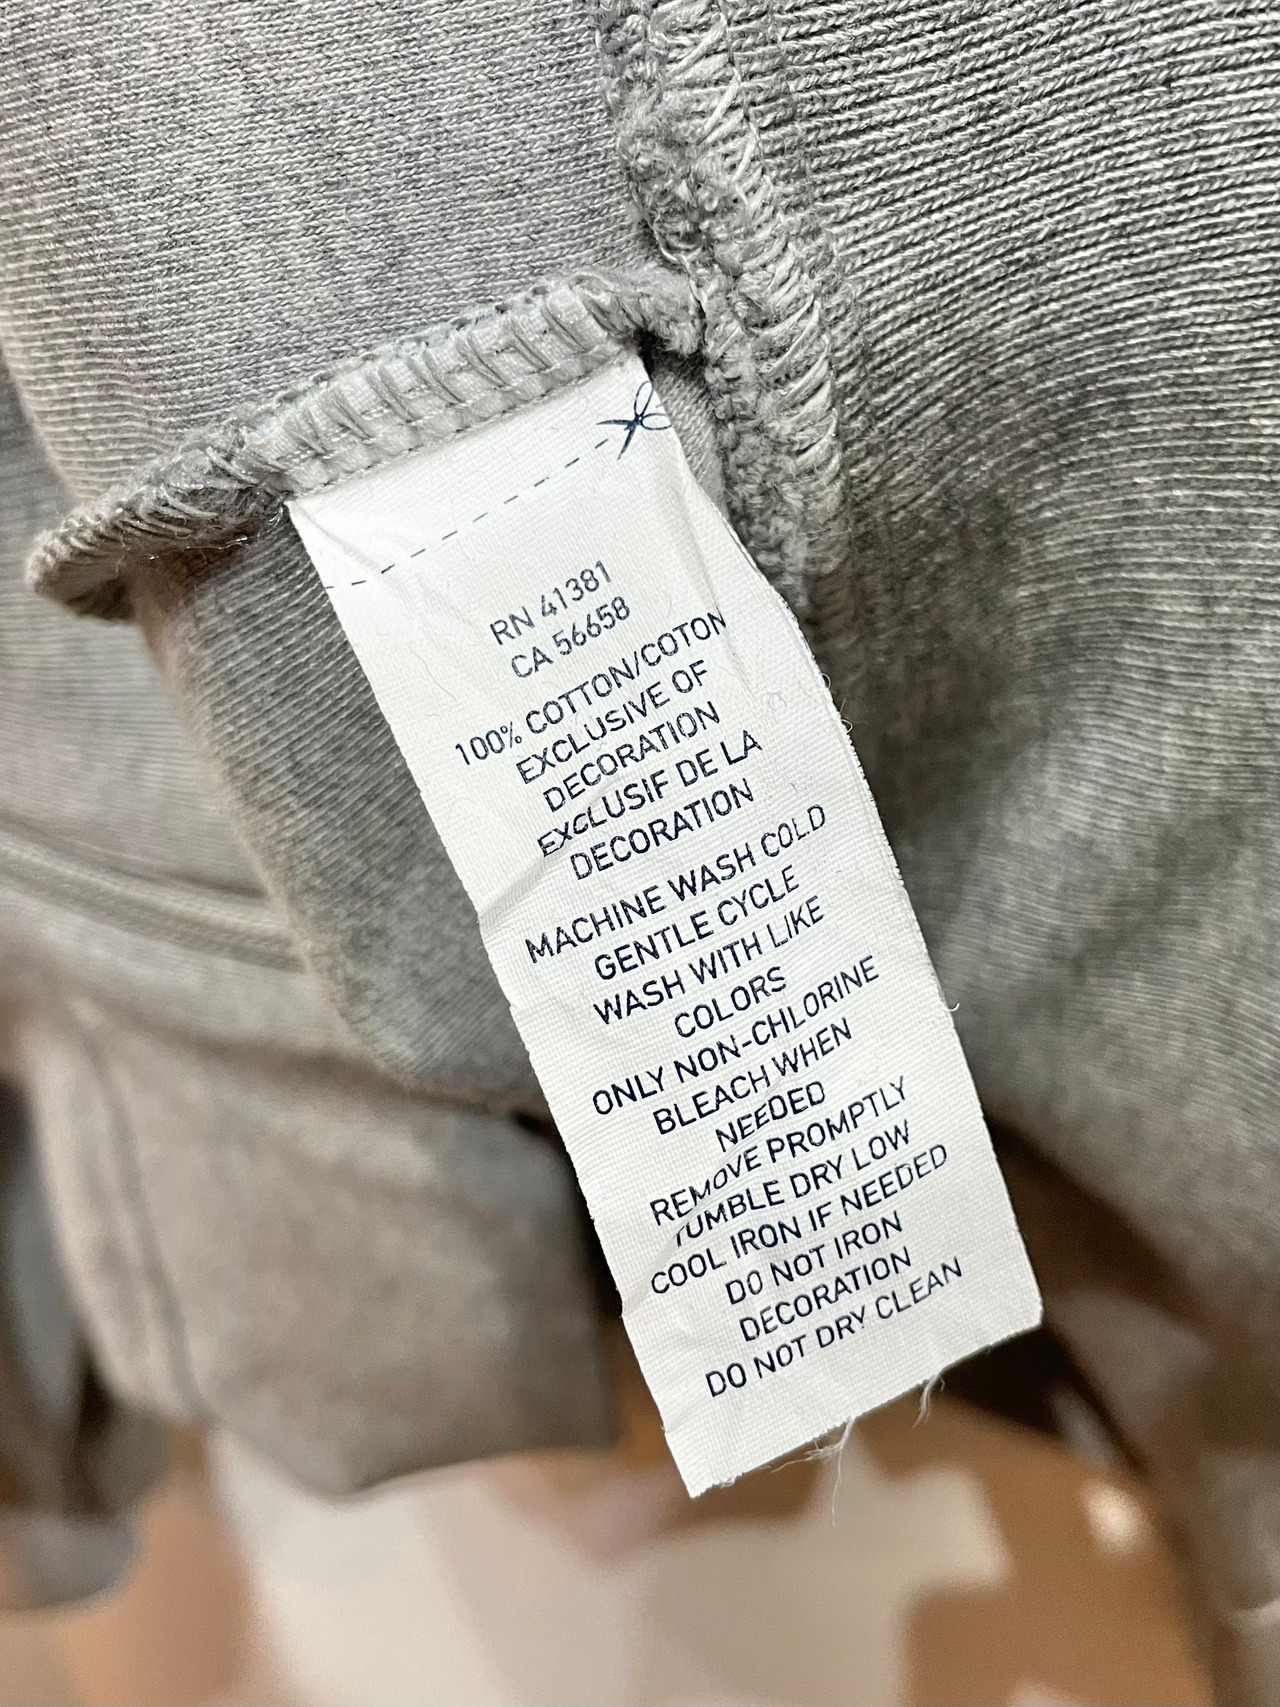 RN 41381
CA 56658
100% COTTON/COTON
EXCLUSIVE OF
DECORATION
EXCLUSIF DE LA
DECORATION
MACHINE WASH COLD
GENTLE CYCLE
WASH WITH LIKE
COLORS
ONLY NON-CHLORINE
BLEACH WHEN
NEEDED
REMOVE PROMPTLY
TUMBLE DRY LOW
COOL IRON IF NEEDED
DO NOT IRON
DECORATION
DO NOT DRY CLEAN